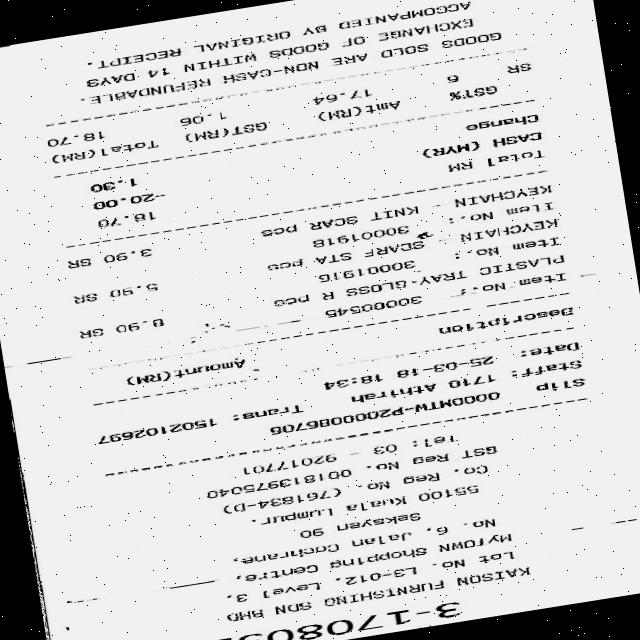 3-170805
KAISON FURNISHING SDN BHD
Lot No. L3-012, Level 3,
MyTOWN Shopping Centre,
No. 6, Jalan Cochrane,
Seksyen 90
55100 Kuala Lumpur.
Co. Reg No. (761834-D)
GST Reg No. 001813975040
Tel: 03 - 92017701
Slip 0000MTWM-P200086706
Staff: 1710 Athirah Trans: 1502102697
Date: 25-03-18 18:34
Description Amount(RM)
Item No.: 30000545
PLASTIC TRAY-GLOSS R pcs 8.90 SR
Item No.: 30001916
KEYCHAIN - SCARF STA pcs 5.90 SR
Item No.: 30001918
KEYCHAIN - KNIT SCAR pcs 3.90 SR
Total RM 18.70
CASH (MYR) -20.00
Change 1.30
GST% Amt(RM) GST(RM) Total(RM)
SR 6 17.64 1.06 18.70
GOODS SOLD ARE NON-CASH REFUNDABLE.
EXCHANGE OF GOODS WITHIN 14 DAYS
ACCOMPANIED BY ORIGINAL RECEIPT.